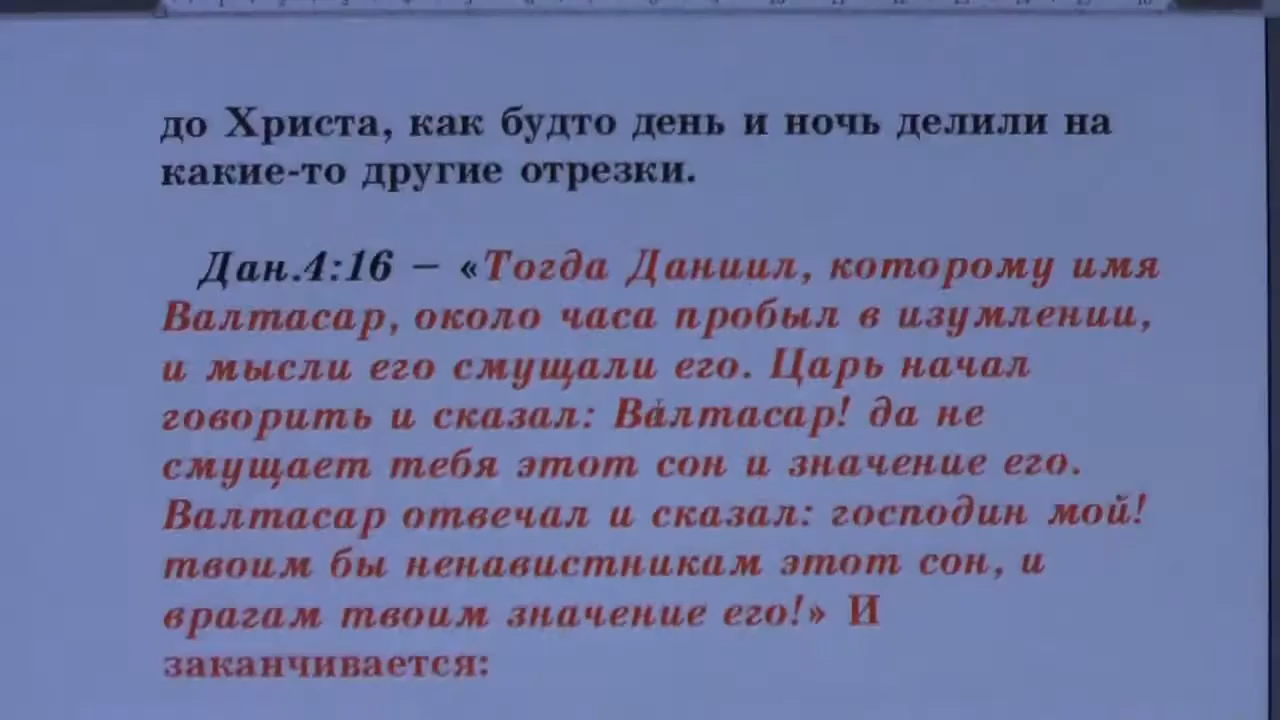 до Христа, как будто день и ночь делили на
какие-то другие отрезки.
Дан.4:16 – «Тогда Даниил, которому имя
Валтасар, около часа пробыл в изумлении,
и мысли его смущали его. Царь начал
говорить и сказал: Валтасар! да не
смущает тебя этот сон и значение его.
Валтасар отвечал и сказал: господин мой!
твоим бы ненавистникам этот сон, и
врагам твоим значение его!» И
заканчивается: